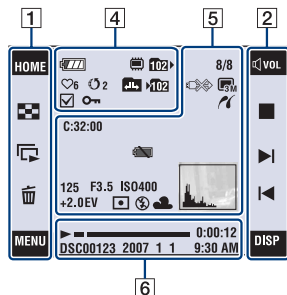 1 4 5 2
HOME 102 8/8 VOL
6 2 102 3M
C:32:00
125 F3.5 ISO400
+2.0EV
MENU 0:00:12 DISP
DSC00123 2007 1 1 9:30 AM
6